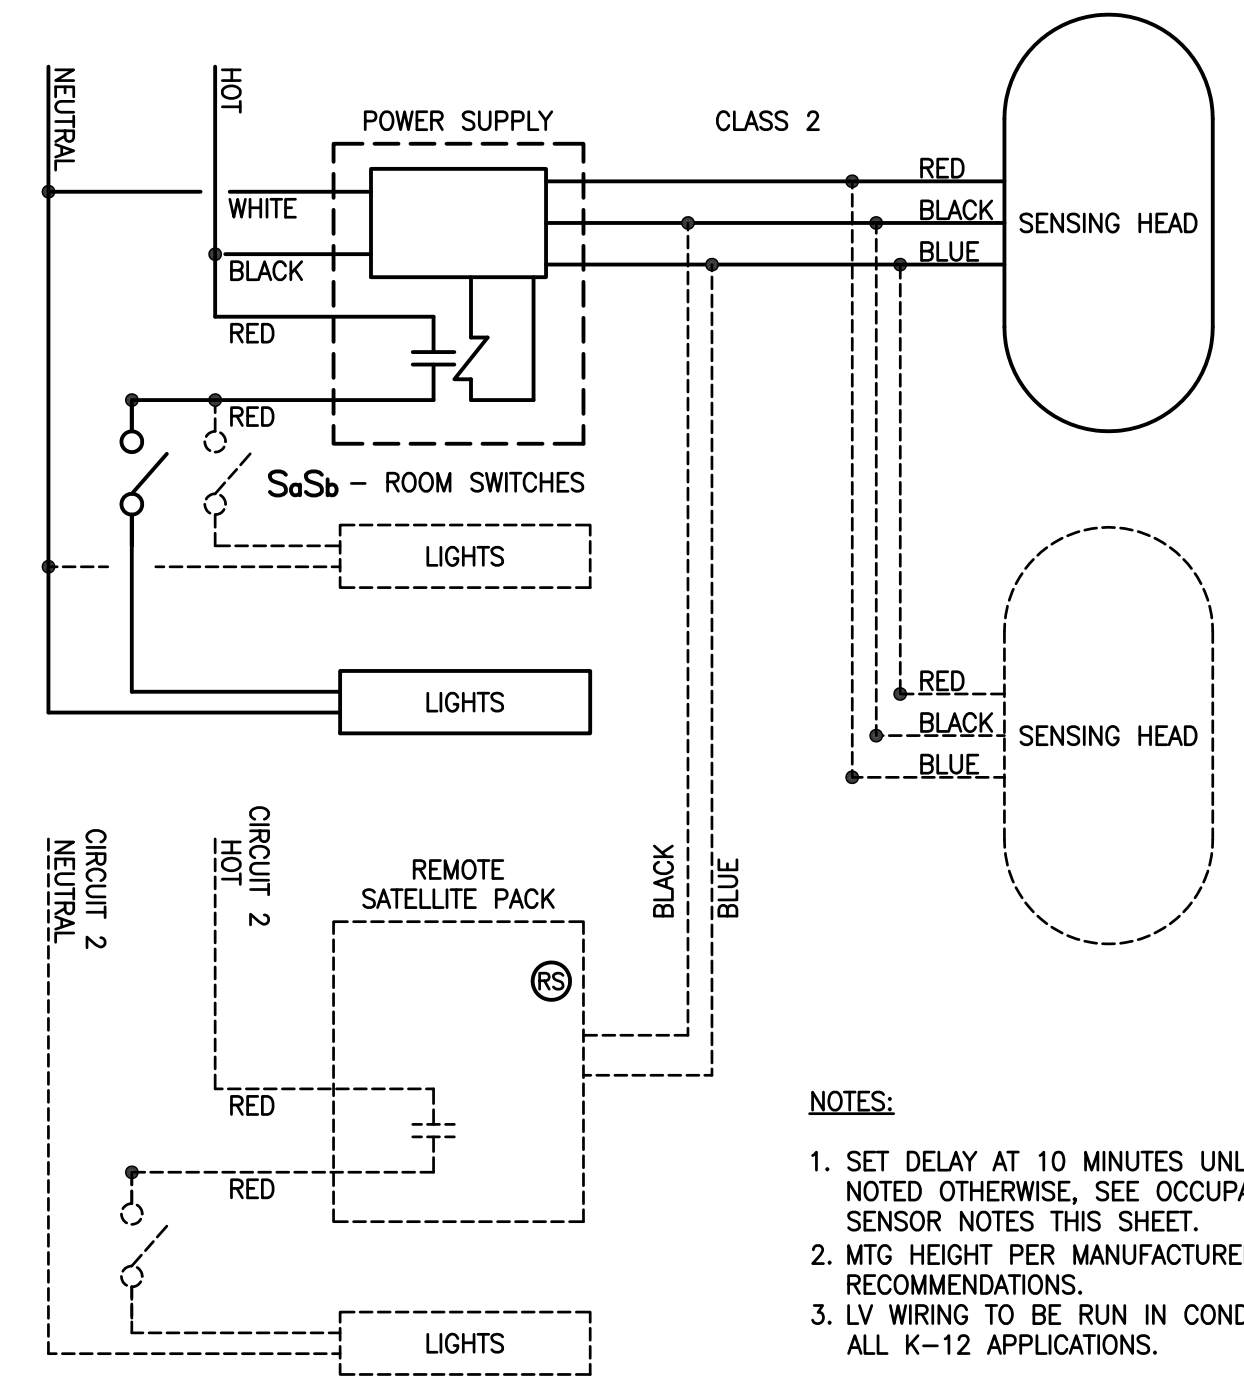 NEUTRAL
HOT
POWER SUPPLY
CLASS 2
RED
WHITE
BLACK
SENSING HEAD
BLUE
BLACK
RED
RED
SaSb - ROOM SWITCHES
LIGHTS
LIGHTS
RED
BLACK
SENSING HEAD
BLUE
CIRCUIT 2
NEUTRAL
CIRCUIT 2
HOT
REMOTE
SATELLITE PACK
BLACK
BLUE
RS
RED
RED
LIGHTS
NOTES:
1. SET DELAY AT 10 MINUTES
NOTED OTHERWISE, SEE
SENSOR NOTES THIS SHEET.
2. MTG HEIGHT PER
RECOMMENDATIONS.
3. LV WIRING TO BE RUN IN
ALL K-12 APPLICATIONS.